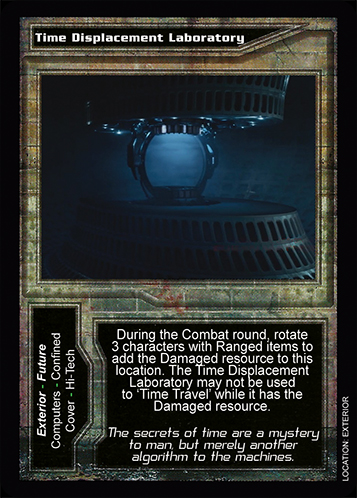 Time Displacement Laboratory
Exterior - Future
Computers - Confined
Cover - Hi-Tech
During the Combat round, rotate
3 characters with Ranged items to
add the Damaged resource to this
location. The Time Displacement
Laboratory may not be used
to 'Time Travel' while it has the
Damaged resource.
The secrets of time are a mystery
to man, but merely another
algorithm to the machines.
LOCATION: EXTERIOR